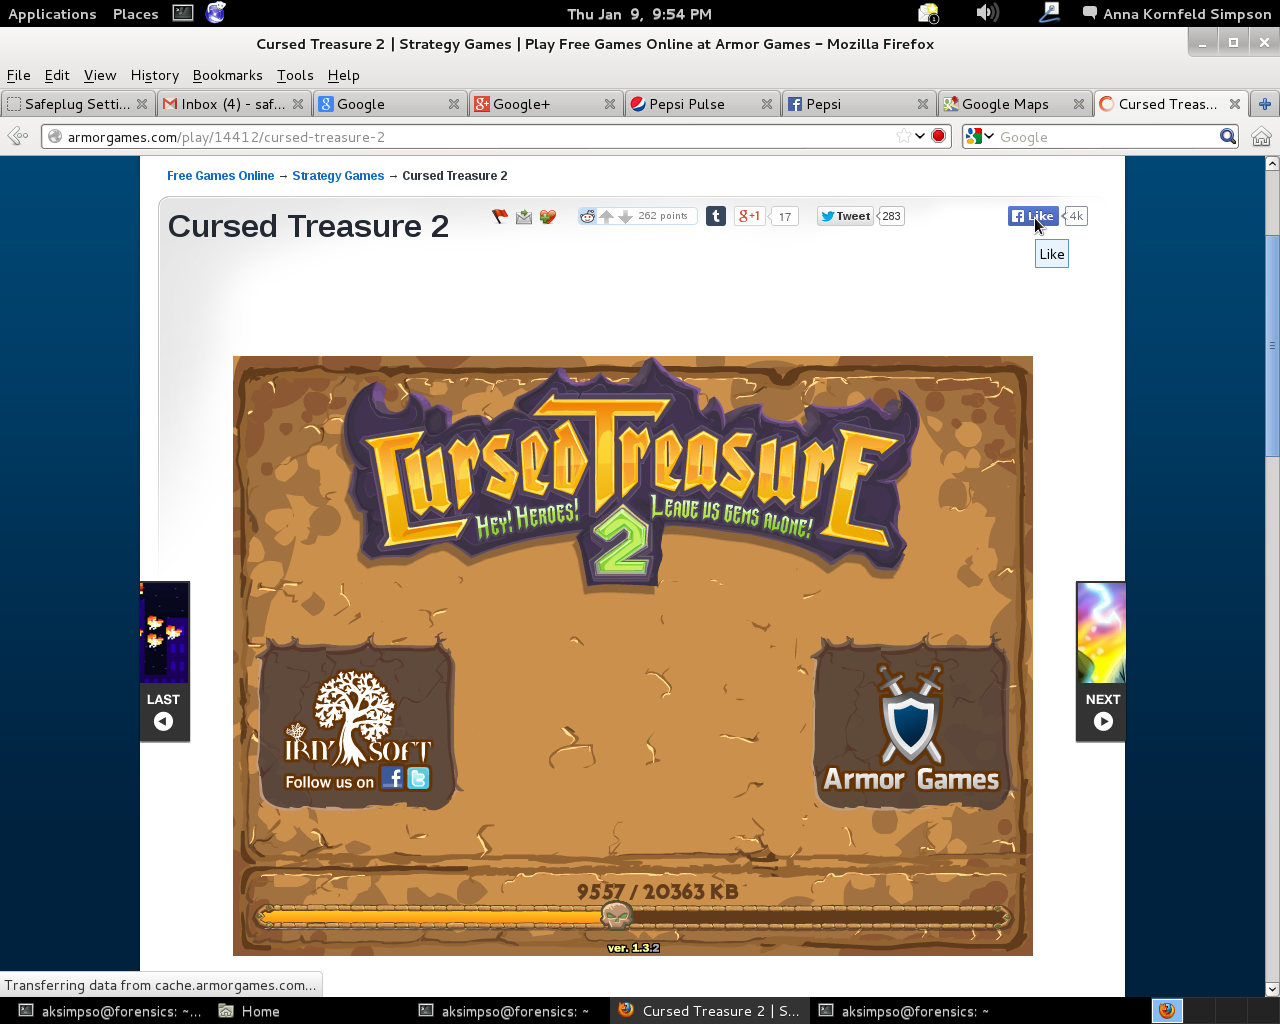 Applications Places Thu Jan 9, 9:54 PM 1 Anna Kornfeld Simpson
Cursed Treasure 2 | Strategy Games | Play Free Games Online at Armor Games – Mozilla Firefox
File Edit View History Bookmarks Tools Help
Safeplug Setti... Inbox (4) - saf... Google Google+ Pepsi Pulse Pepsi Google Maps Cursed Treas...
armorgames.com/play/14412/cursed-treasure-2 Google
Free Games Online → Strategy Games → Cursed Treasure 2
Cursed Treasure 2 262 points t g+1 17 Tweet 283 Like 4k
Like
Cursed Treasure
Hey! Heroes! Leave us gems alone!
2
LAST NEXT
IRNY SOFT
Follow us on Armor Games
9557 / 20363 KB
ver. 1.3.2
Transferring data from cache.armorgames.com...
aksimpso@forensics: ~... Home aksimpso@forensics: ~ Cursed Treasure 2 | S... aksimpso@forensics: ~